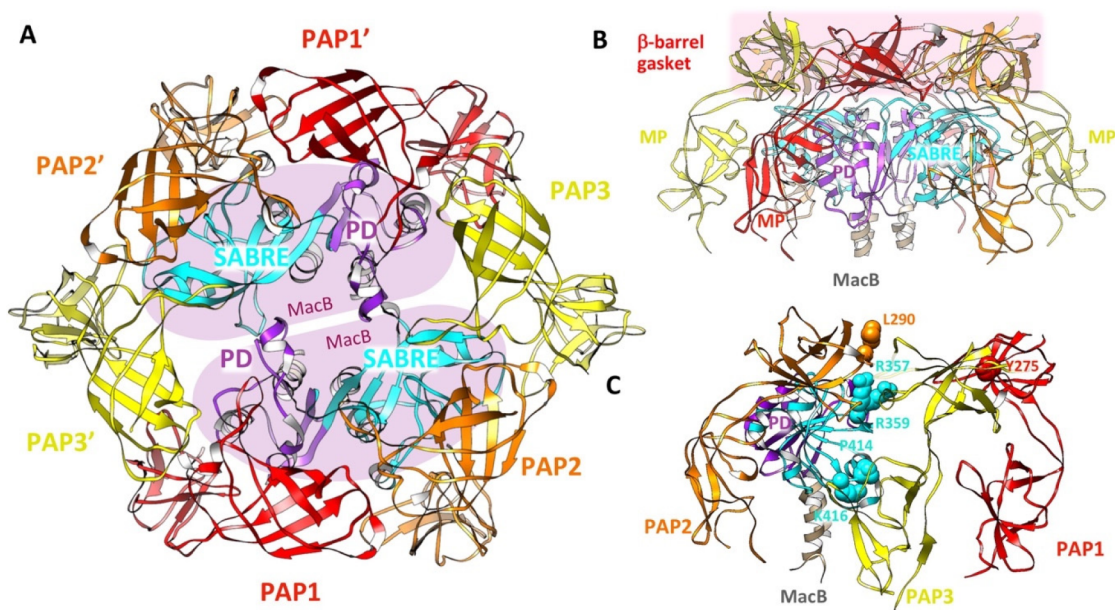 A
PAP1’
PAP2’
PAP3
PD
SABRE
MacB
MacB
PD
SABRE
PAP3’
PAP2
PAP1
B
β-barrel
gasket
MP
MP
SABRE
PD
MP
MacB
C
L290
R357
Y275
PD
R359
P414
K416
PAP2
PAP1
MacB
PAP3